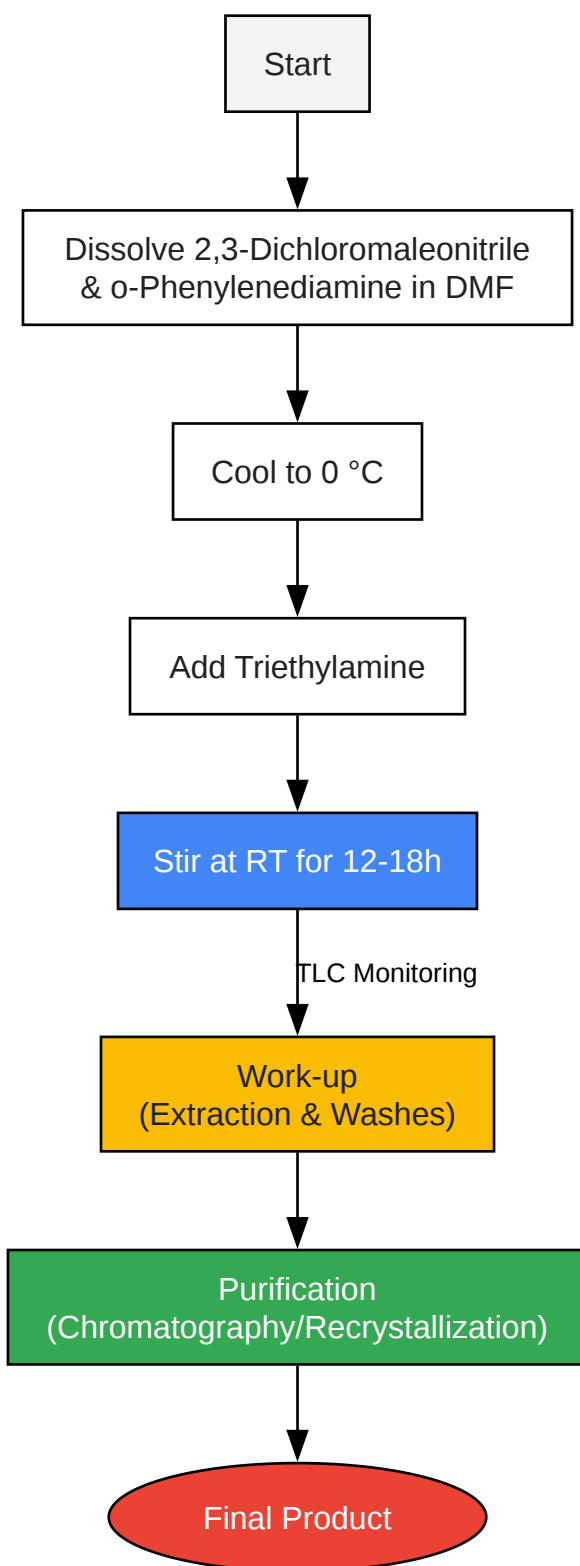 Start
Dissolve 2,3-Dichloromaleonitrile
& o-Phenylenediamine in DMF
Cool to 0 °C
Add Triethylamine
Stir at RT for 12-18h
TLC Monitoring
Work-up
(Extraction & Washes)
Purification
(Chromatography/Recrystallization)
Final Product